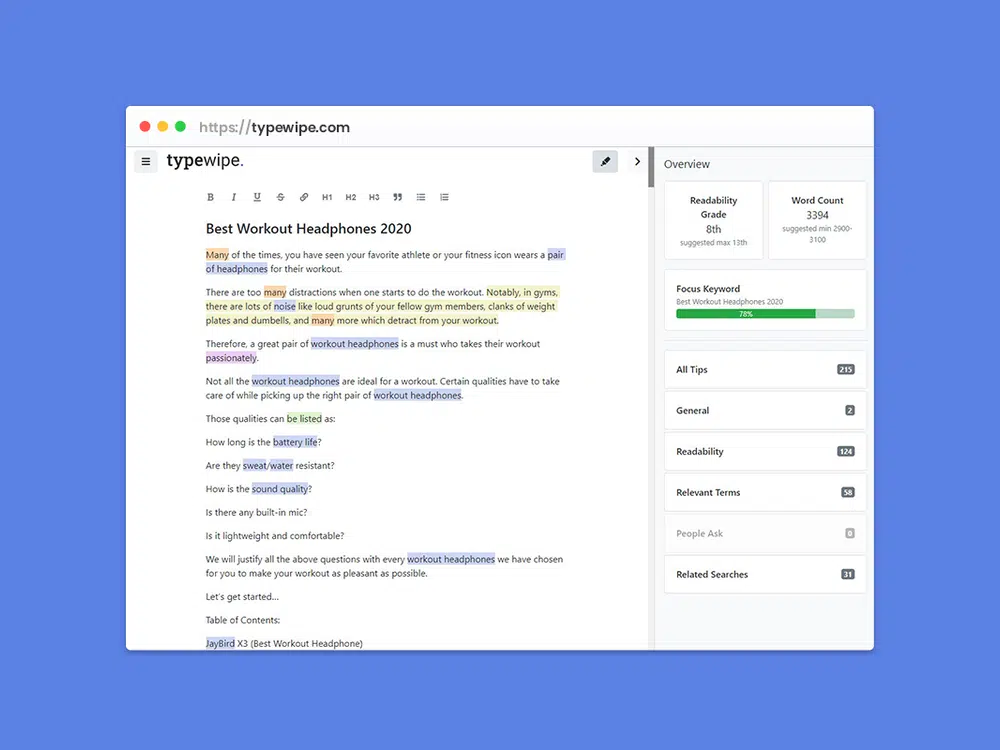 https://typewipe.com
typewipe.
B I U S H1 H2 H3
Best Workout Headphones 2020
Many of the times, you have seen your favorite athlete or your fitness icon wears a pair
of headphones for their workout.
There are too many distractions when one starts to do the workout. Notably, in gyms,
there are lots of noise like loud grunts of your fellow gym members, clanks of weight
plates and dumbells, and many more which detract from your workout.
Therefore, a great pair of workout headphones is a must who takes their workout
passionately.
Not all the workout headphones are ideal for a workout. Certain qualities have to take
care of while picking up the right pair of workout headphones.
Those qualities can be listed as:
How long is the battery life?
Are they sweat/water resistant?
How is the sound quality?
Is there any built-in mic?
Is it lightweight and comfortable?
We will justify all the above questions with every workout headphones we have chosen
for you to make your workout as pleasant as possible.
Let's get started...
Table of Contents:
JayBird X3 (Best Workout Headphone)
Overview
Readability
Grade
8th
suggested max 13th
Word Count
3394
suggested min 2900-
3100
Focus Keyword
Best Workout Headphones 2020
78%
All Tips 215
General 2
Readability 124
Relevant Terms 58
People Ask 0
Related Searches 31